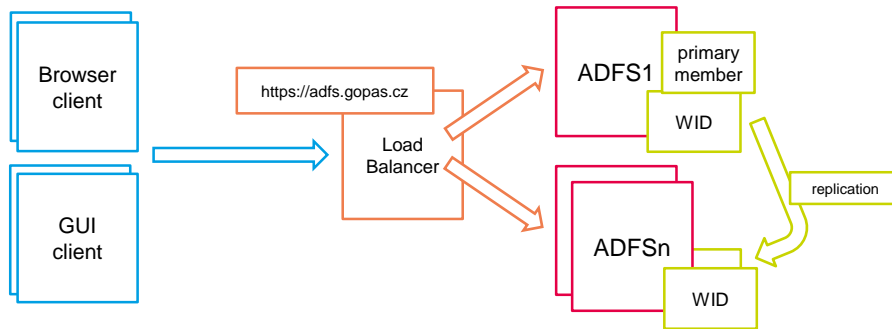 Browser
client
GUI
client
https://adfs.gopas.cz
Load
Balancer
ADFS1
primary
member
WID
replication
ADFSn
WID